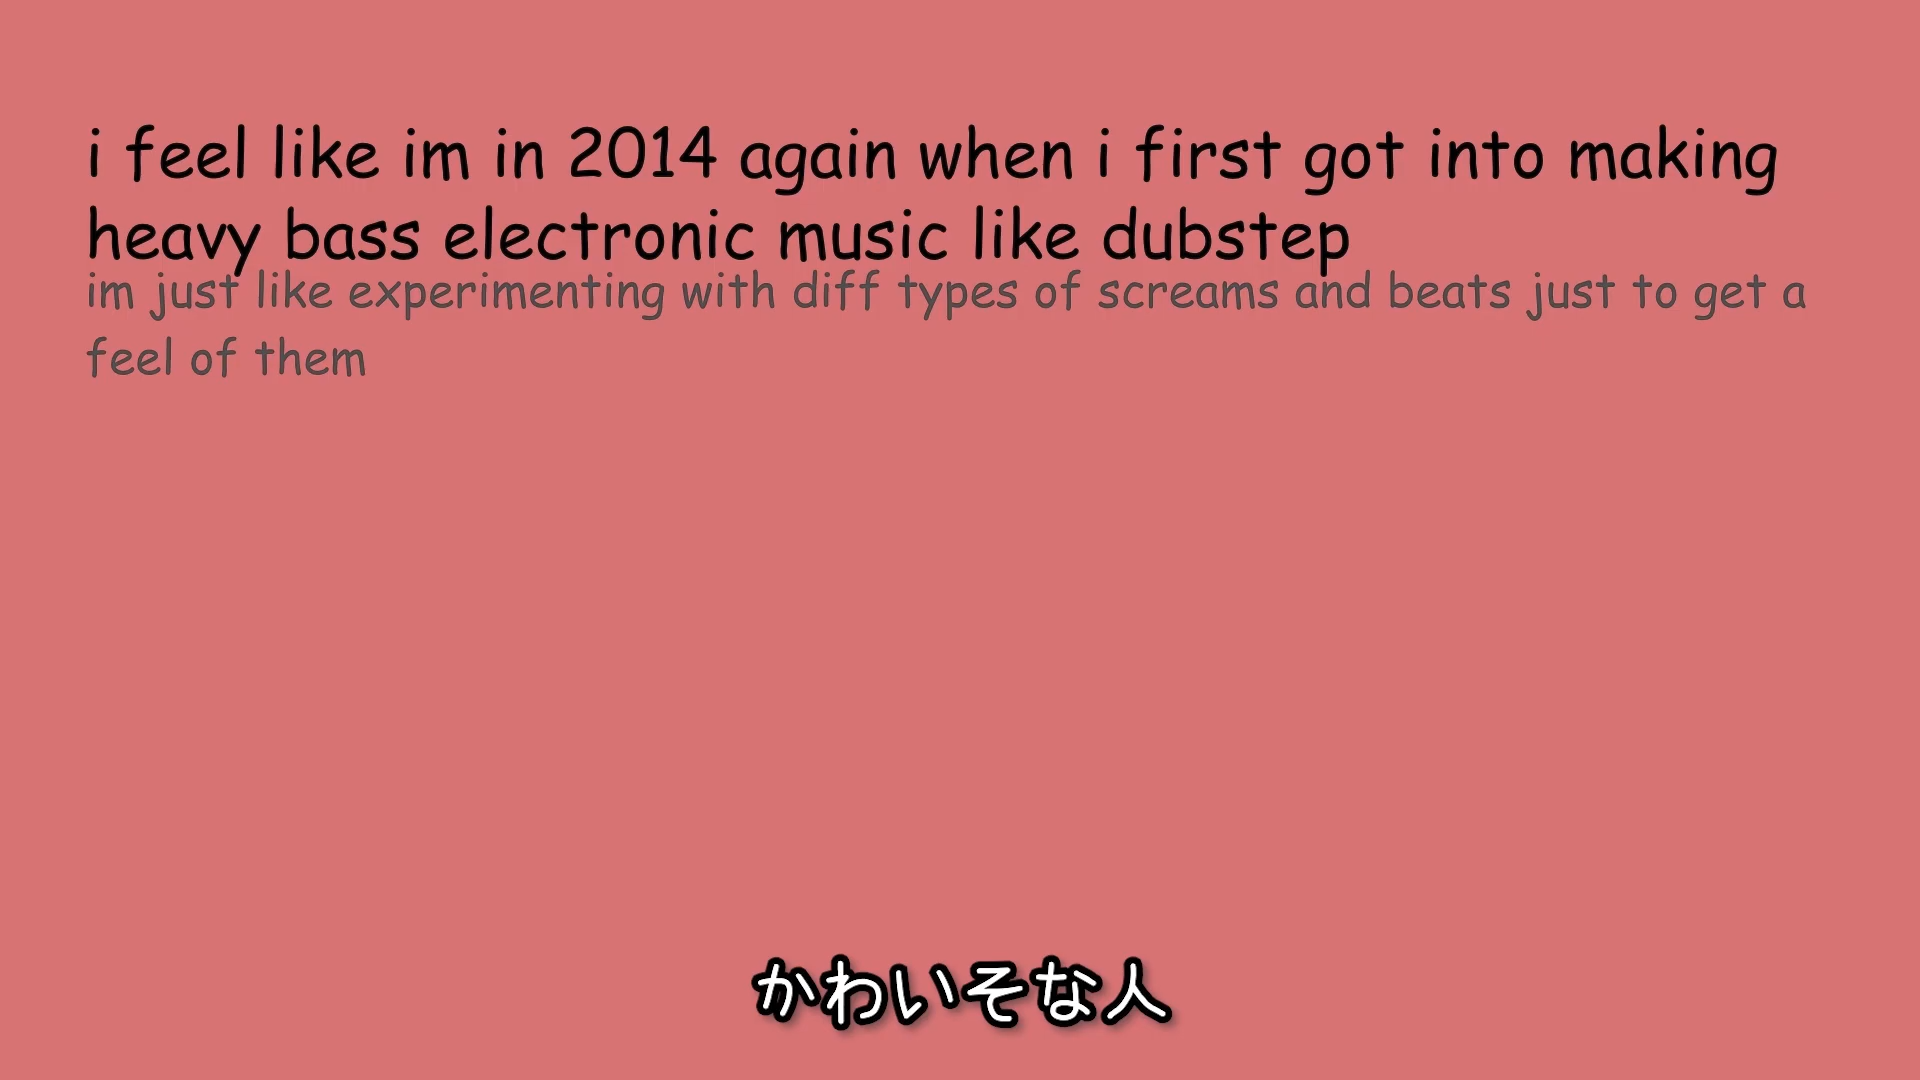 i feel like im in 2014 again when i first got into making
heavy bass electronic music like dubstep
im just like experimenting with diff types of screams and beats just to get a
feel of them
かわいそな人